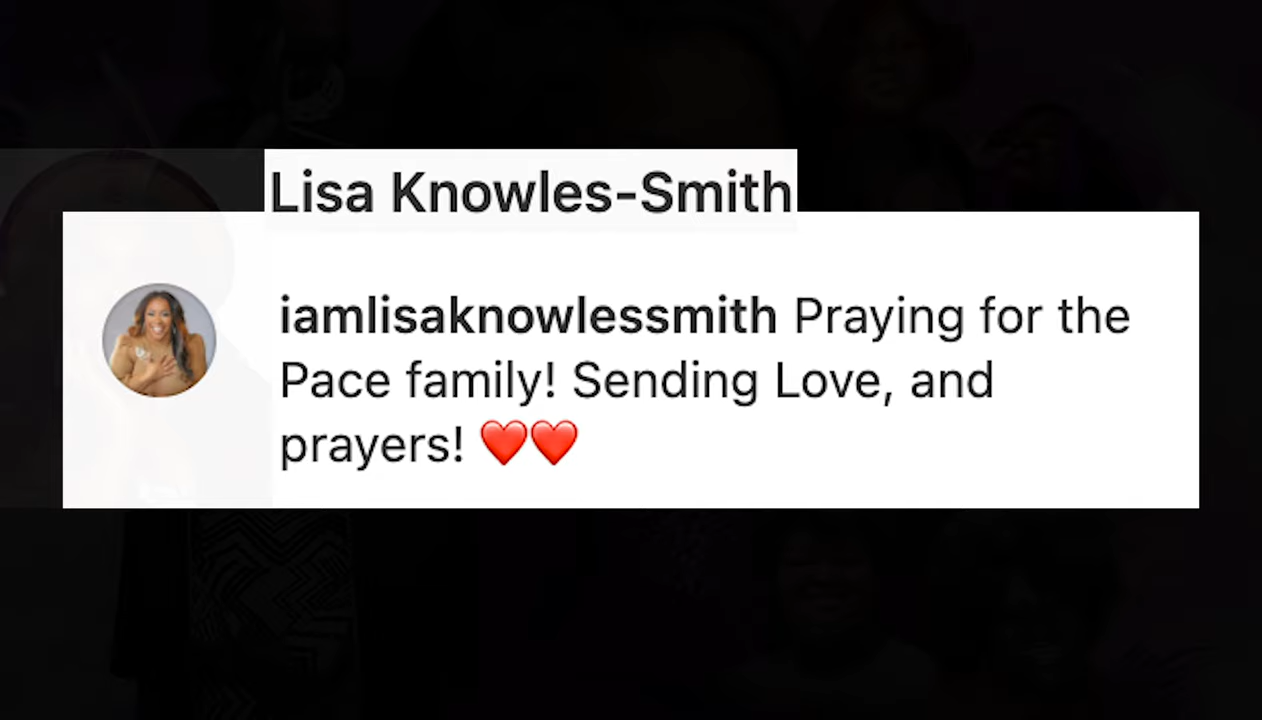 Lisa Knowles-Smith
iamlisaknowlessmith Praying for the
Pace family! Sending Love, and
prayers! ❤️❤️